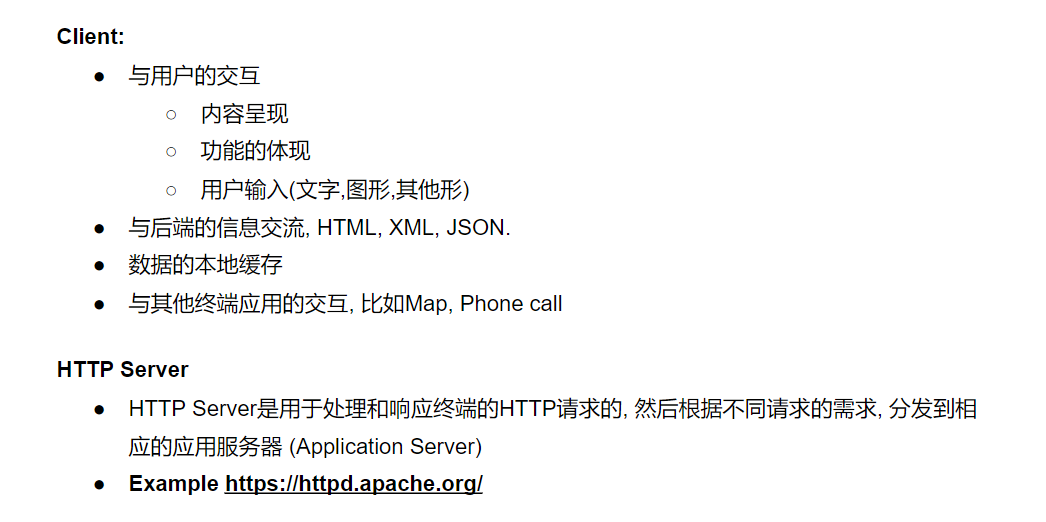 Client:
● 与用户的交互
○ 内容呈现
○ 功能的体现
○ 用户输入(文字,图形,其他形)
● 与后端的信息交流, HTML, XML, JSON.
● 数据的本地缓存
● 与其他终端应用的交互, 比如Map, Phone call
HTTP Server
● HTTP Server是用于处理和响应终端的HTTP请求的, 然后根据不同请求的需求, 分发到相
应的应用服务器 (Application Server)
● Example https://httpd.apache.org/